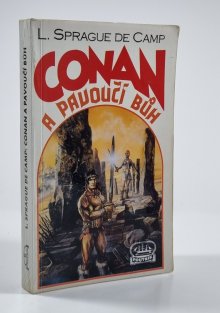 L. SPRAGUE DE CAMP
CONAN
A PAVOUČÍ BŮH
L. SPRAGUE DE CAMP: CONAN A PAVOUČÍ BŮH